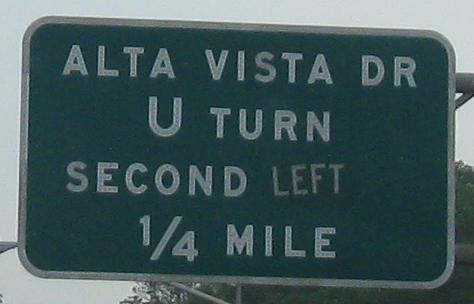 ALTA VISTA DR
U TURN
SECOND LEFT
1/4 MILE